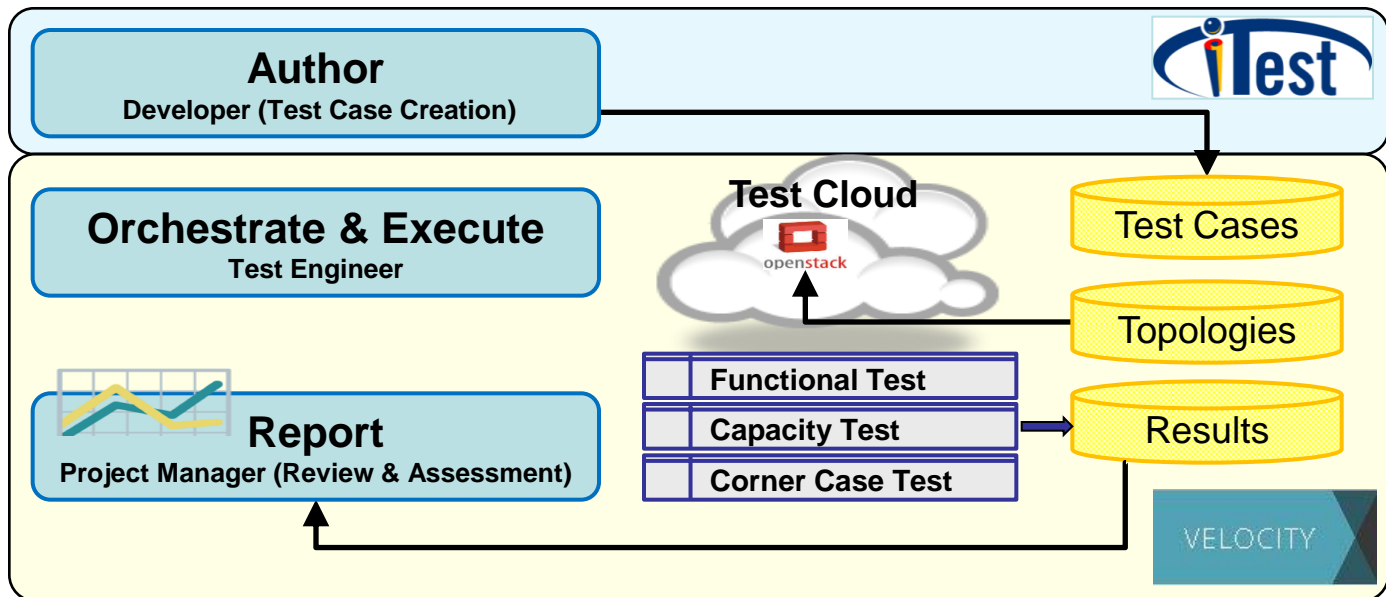 Author
Developer (Test Case Creation)
iTest
Orchestrate & Execute
Test Engineer
Test Cloud
openstack
Test Cases
Topologies
Functional Test
Capacity Test
Corner Case Test
Results
Report
Project Manager (Review & Assessment)
VELOCITY